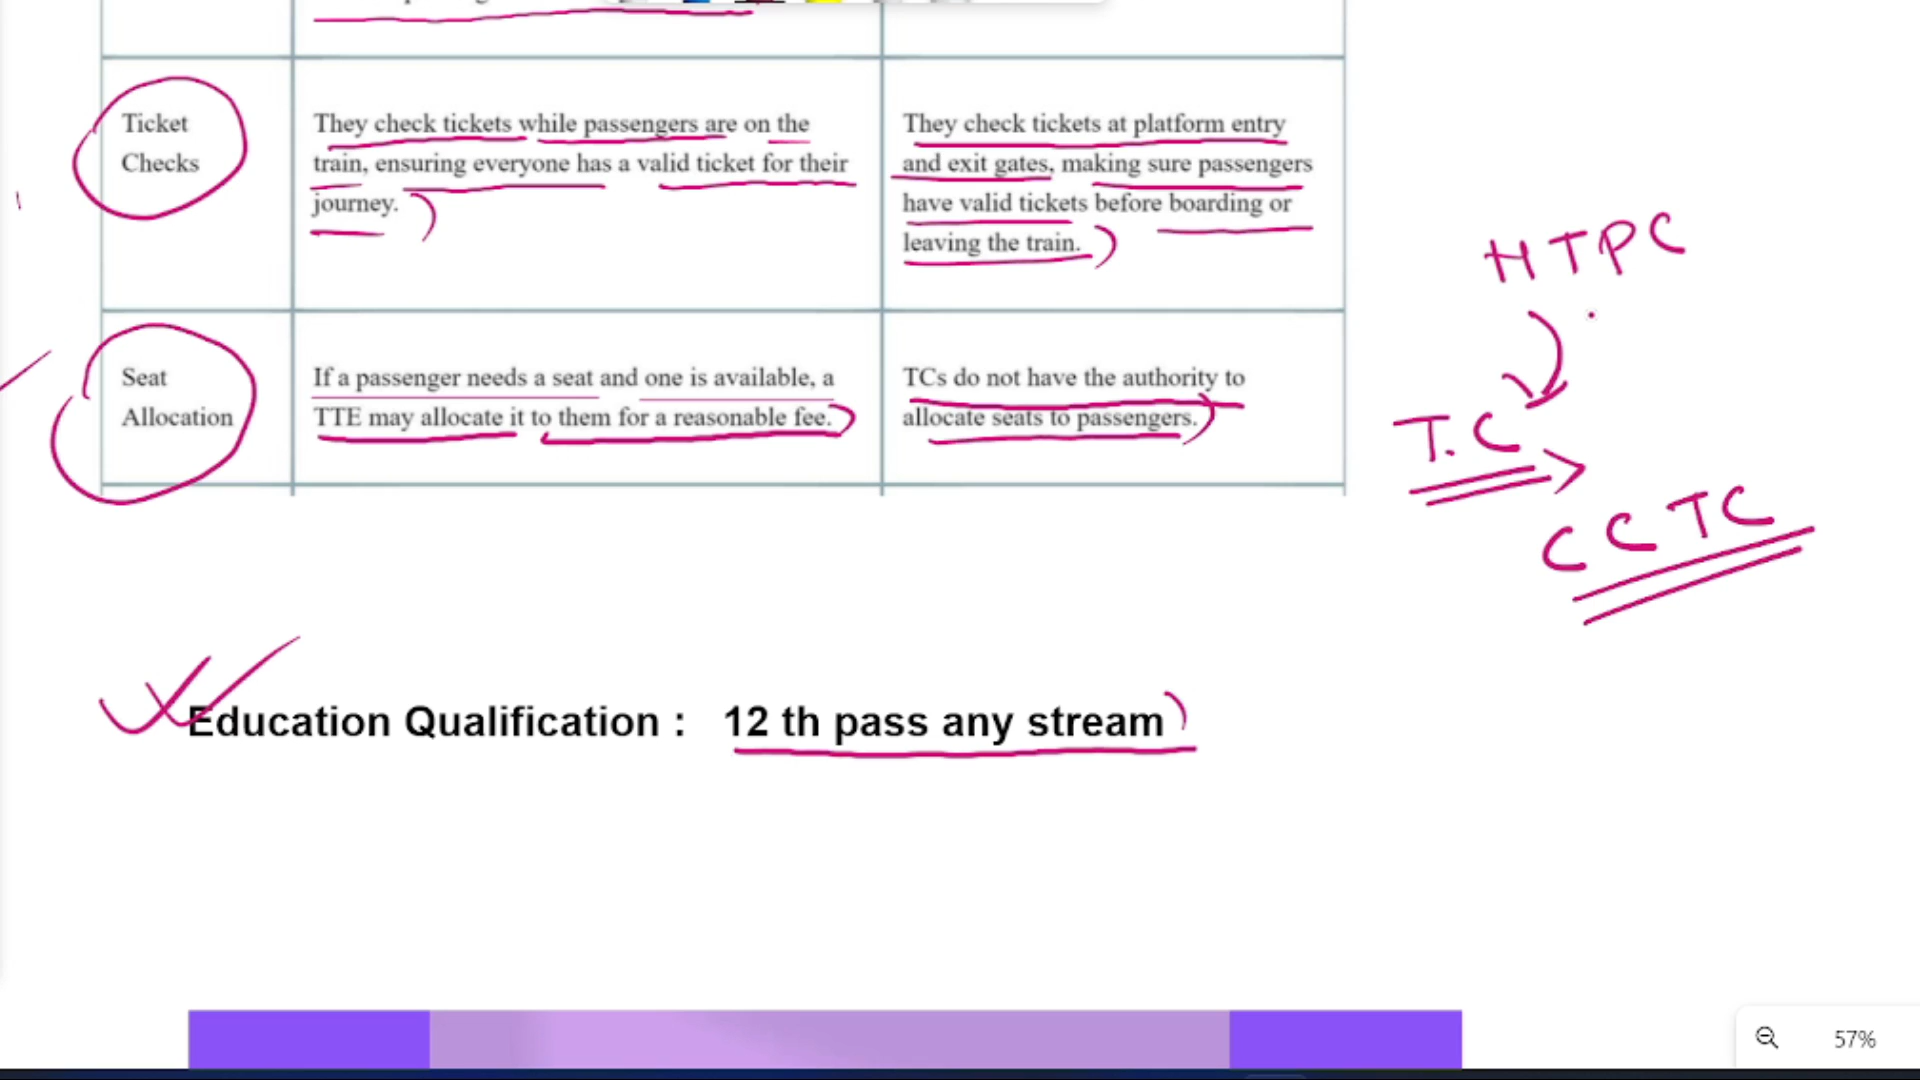 Ticket
Checks
They check tickets while passengers are on the
train, ensuring everyone has a valid ticket for their
journey.
They check tickets at platform entry
and exit gates, making sure passengers
have valid tickets before boarding or
leaving the train.
Seat
Allocation
If a passenger needs a seat and one is available, a
TTE may allocate it to them for a reasonable fee.
TCs do not have the authority to
allocate seats to passengers.
HTPC
T.C
CCTC
Education Qualification : 12 th pass any stream
57%